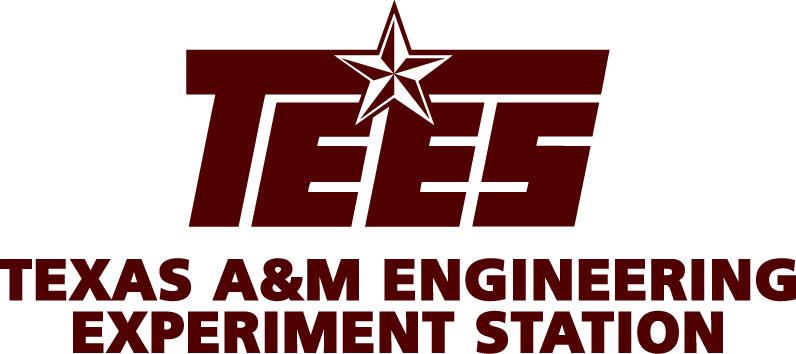 TEES
TEXAS A&M ENGINEERING
EXPERIMENT STATION